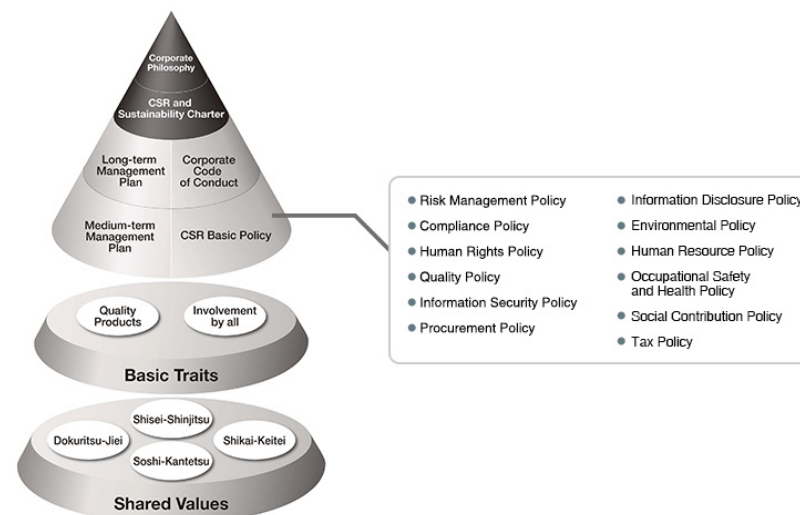 Corporate
Philosophy
CSR and
Sustainability Charter
Long-term
Management
Plan
Corporate
Code
of Conduct
Medium-term
Management
Plan
CSR Basic Policy
Risk Management Policy
Compliance Policy
Human Rights Policy
Quality Policy
Information Security Policy
Procurement Policy
Information Disclosure Policy
Environmental Policy
Human Resource Policy
Occupational Safety
and Health Policy
Social Contribution Policy
Tax Policy
Quality
Products
Involvement
by all
Basic Traits
Shisei-Shinjitsu
Dokuritsu-Jiei
Shikai-Keitei
Soshi-Kantetsu
Shared Values